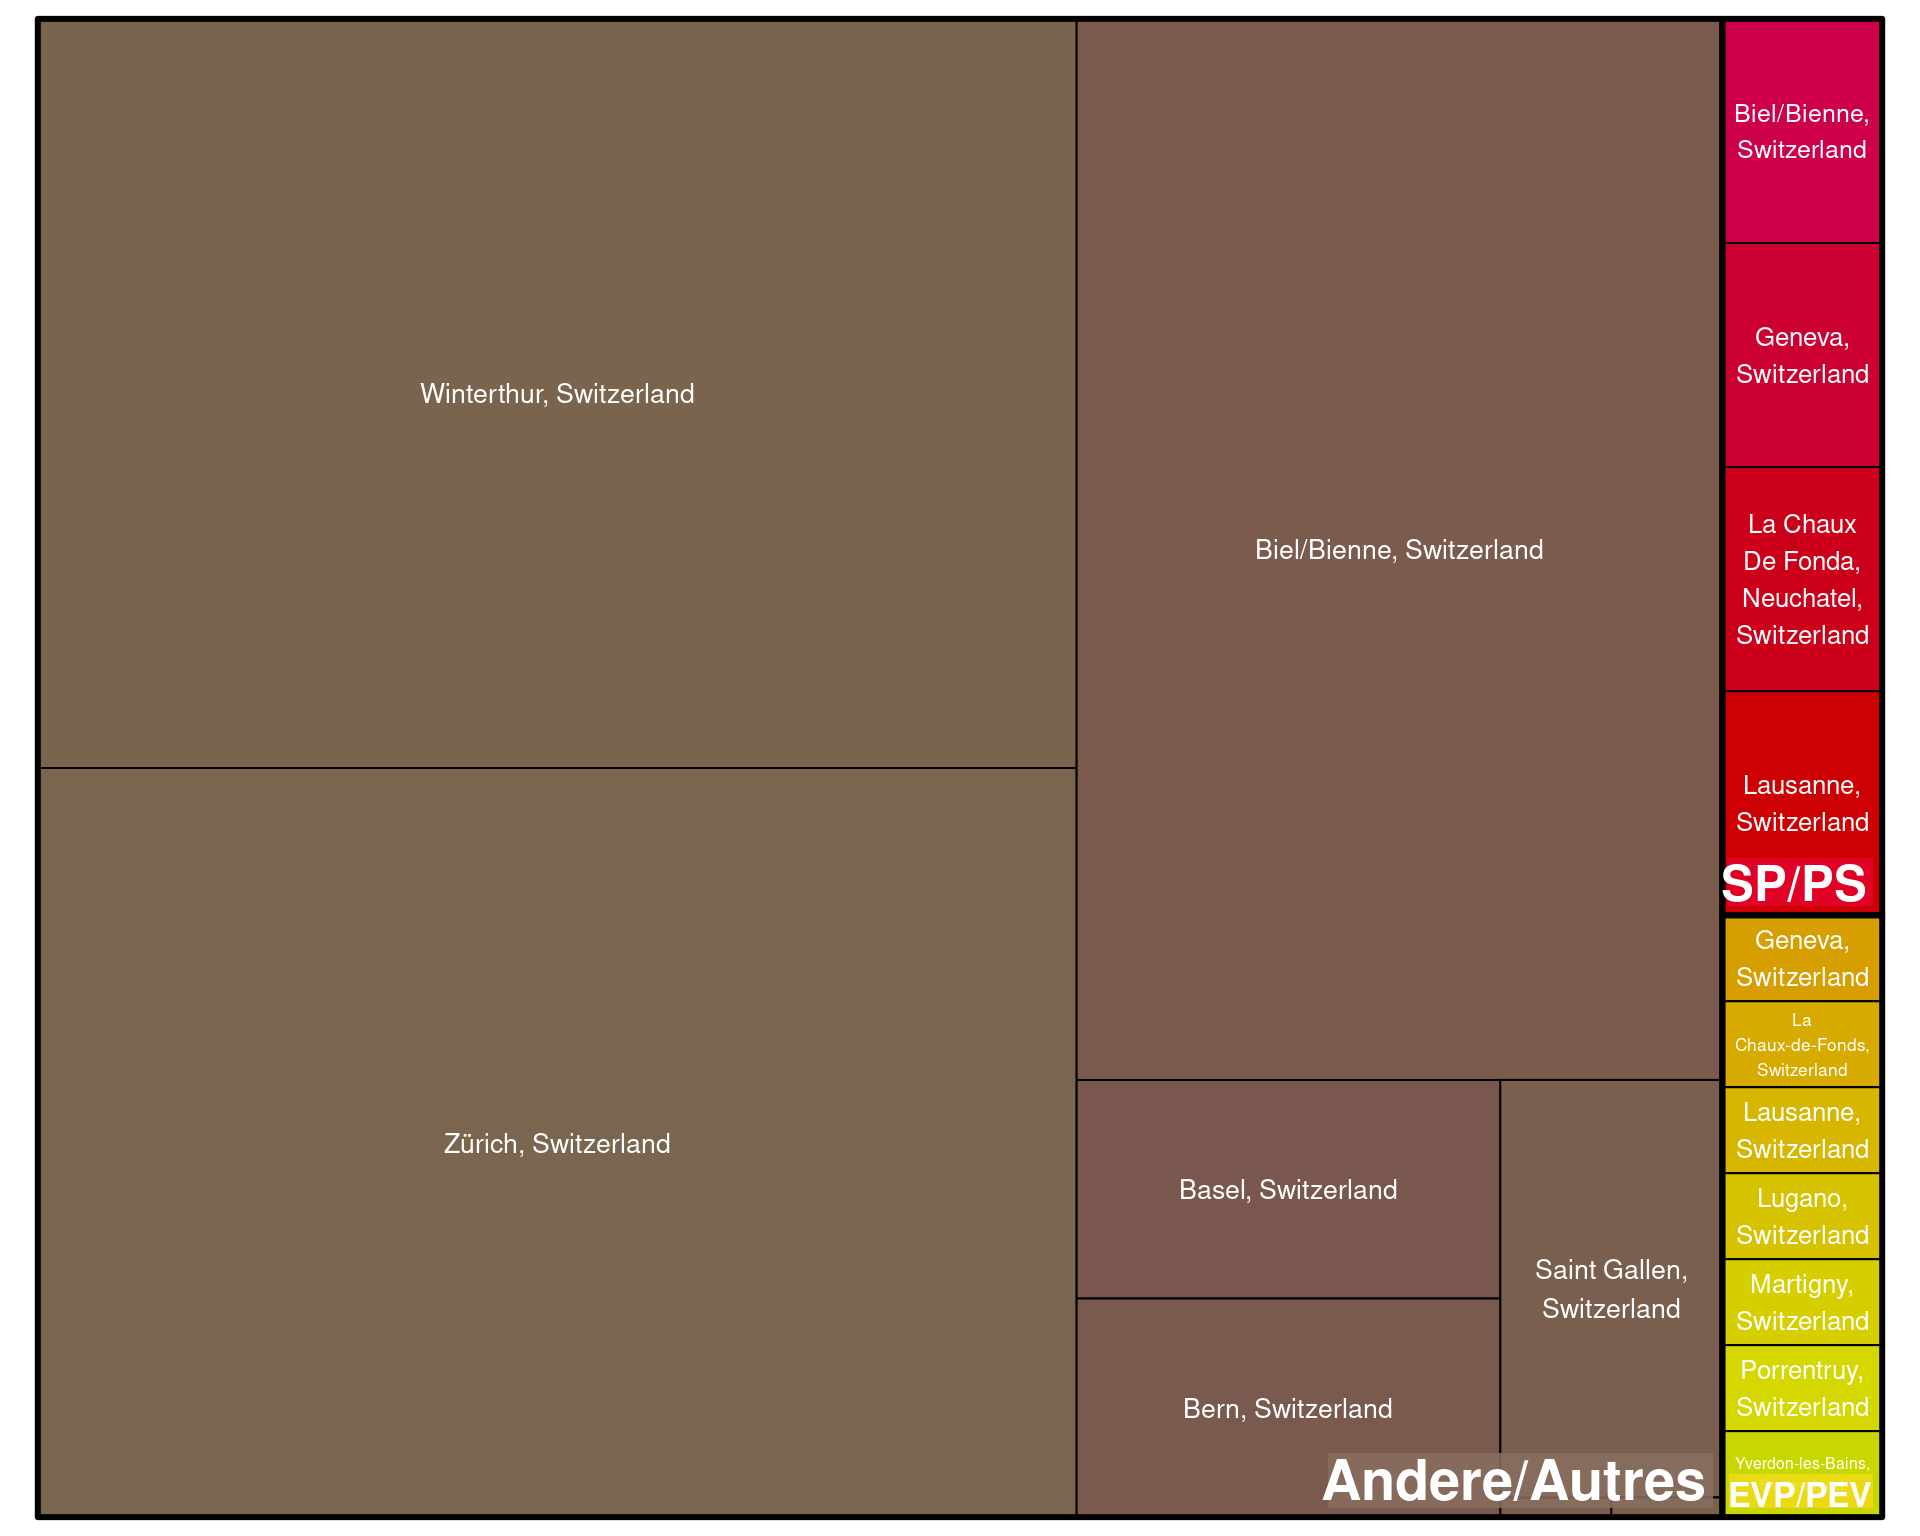 Winterthur, Switzerland
Zürich, Switzerland
Biel/Bienne, Switzerland
Basel, Switzerland
Bern, Switzerland
Saint Gallen,
Switzerland
Andere/Autres
Biel/Bienne,
Switzerland
Geneva,
Switzerland
La Chaux
De Fonda,
Neuchatel,
Switzerland
Lausanne,
Switzerland
SP/PS
Geneva,
Switzerland
La
Chaux-de-Fonds,
Switzerland
Lausanne,
Switzerland
Lugano,
Switzerland
Martigny,
Switzerland
Porrentruy,
Switzerland
Yverdon-les-Bains,
EVP/PEV